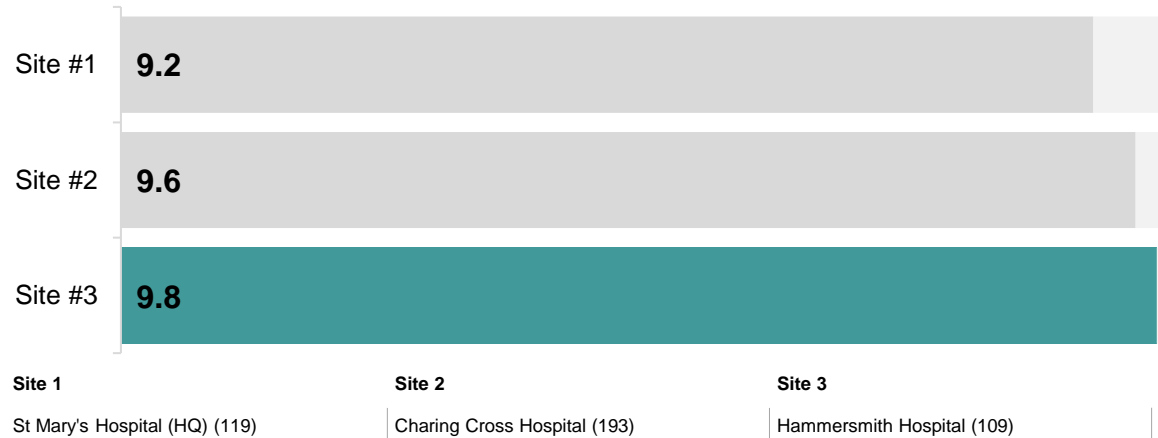 Site #1 9.2
Site #2 9.6
Site #3 9.8
Site 1 Site 2 Site 3
St Mary's Hospital (HQ) (119) Charing Cross Hospital (193) Hammersmith Hospital (109)